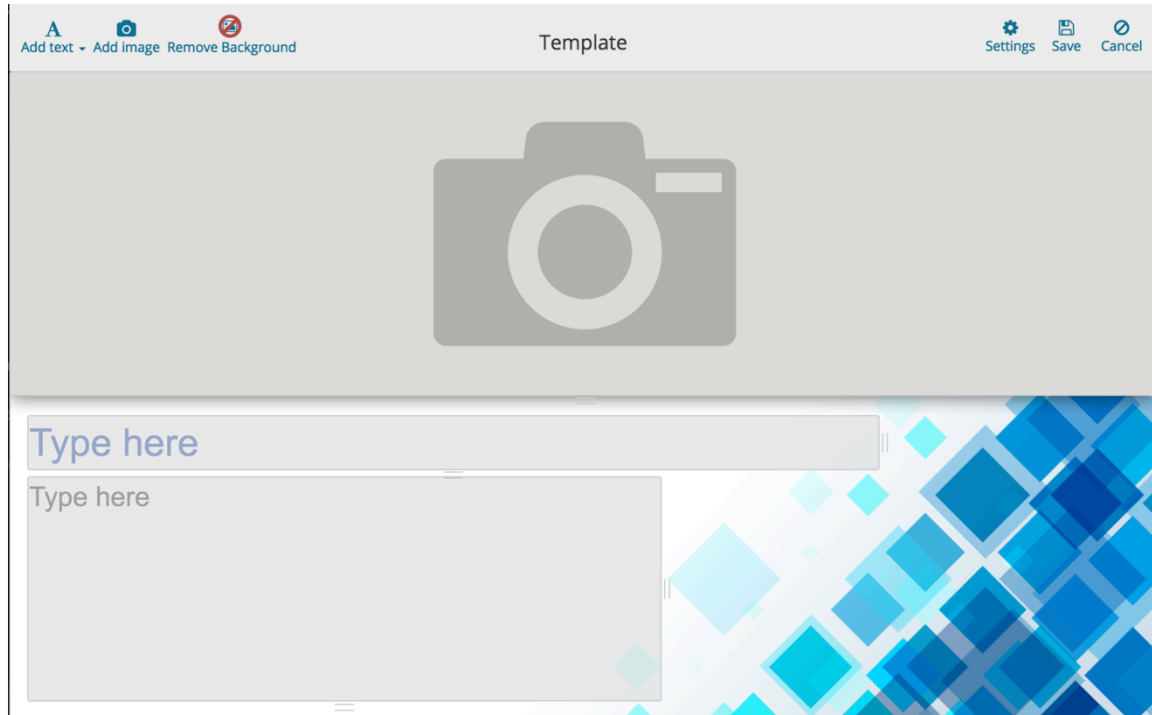 Add text Add image Remove Background
Template
Settings Save Cancel
Type here
Type here